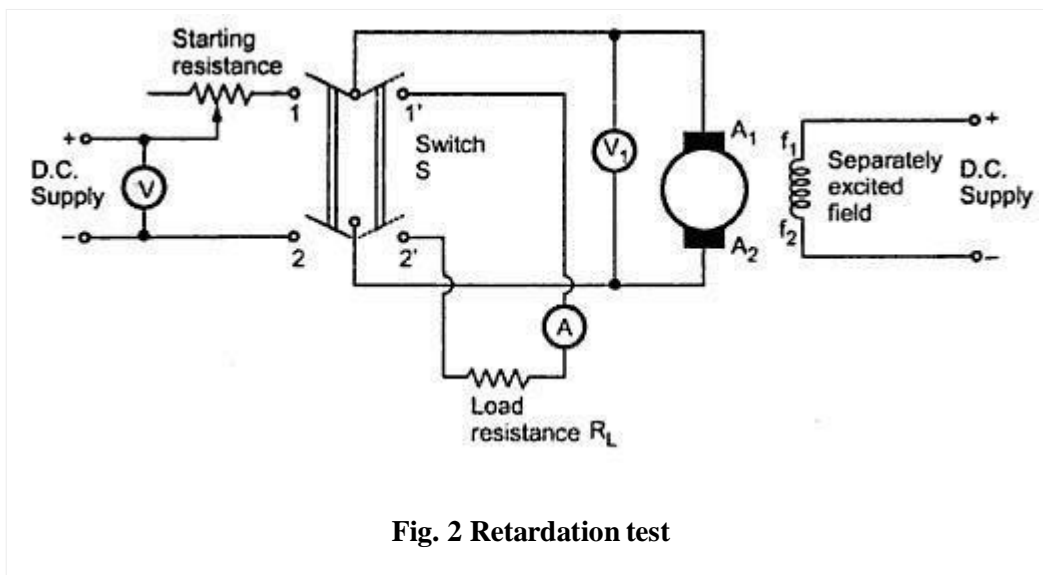 Starting
resistance
+
D.C.
Supply
V
−
1
1'
Switch
S
2
2'
V1
A1
A2
f1
f2
Separately
excited
field
+
D.C.
Supply
−
A
Load
resistance RL
Fig. 2 Retardation test